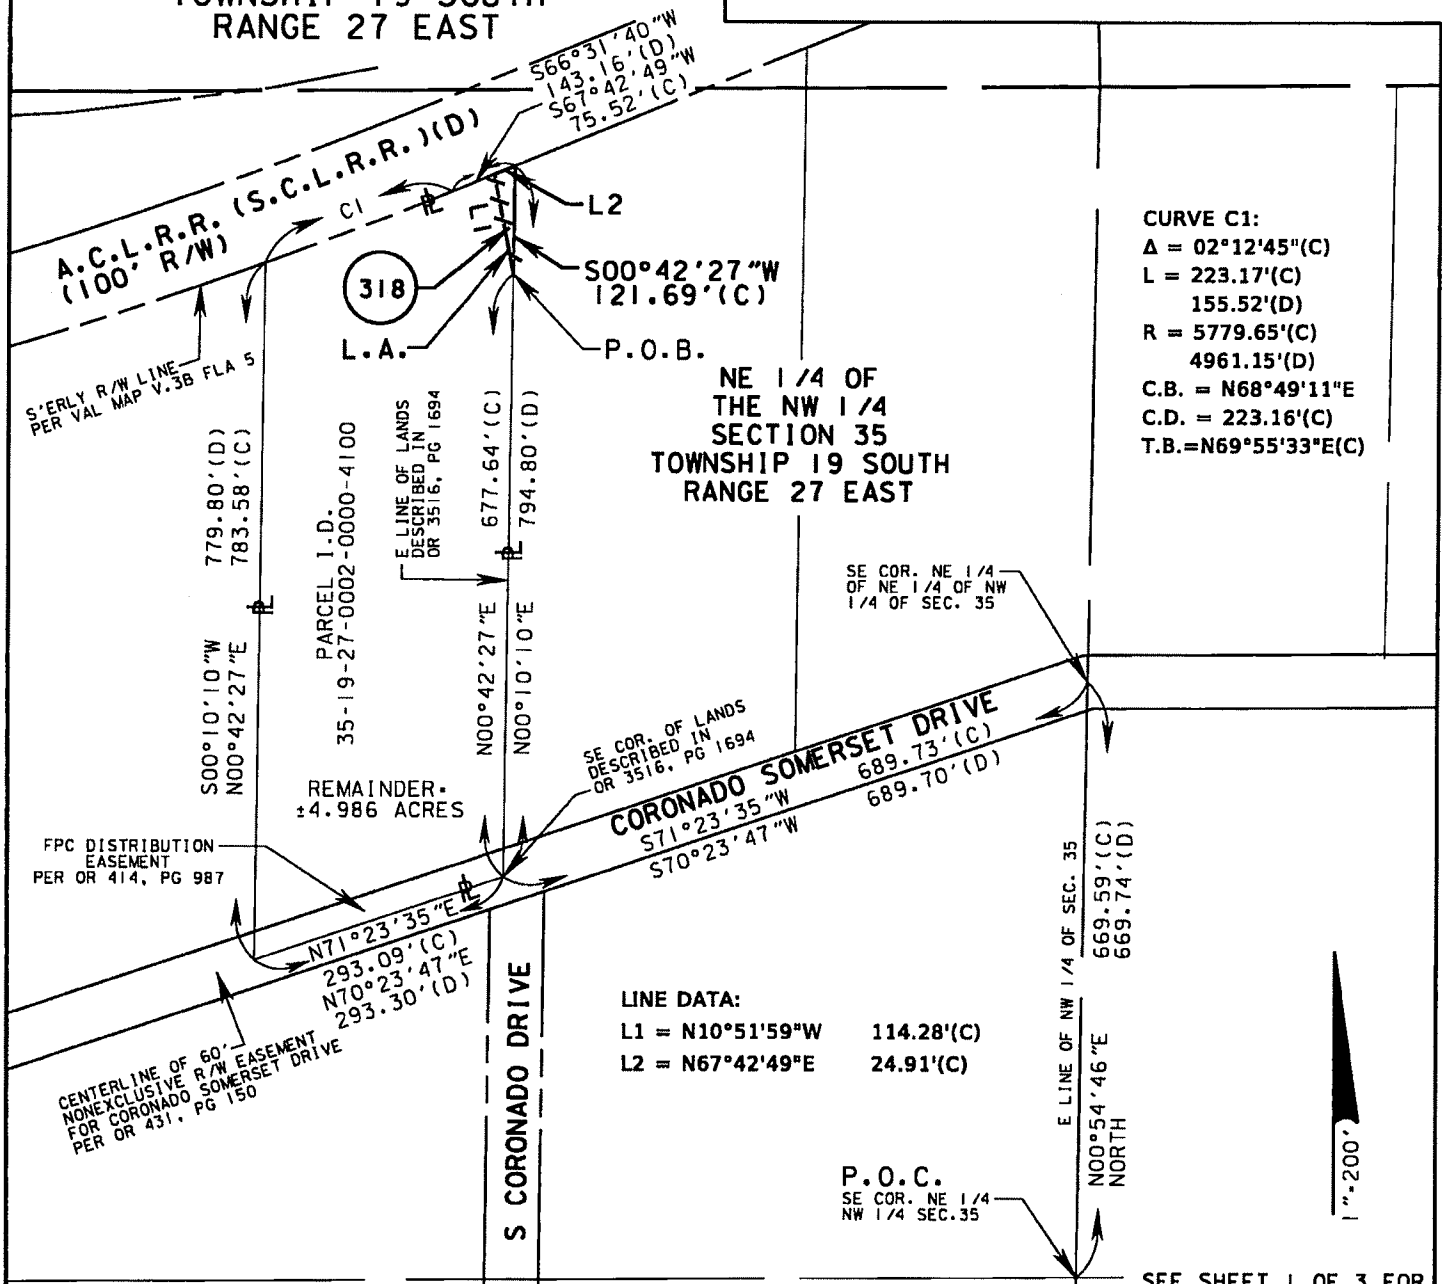 TOWNSHIP 19 SOUTH
RANGE 27 EAST
S66°31'40"W
143.16'(D)
S67°42'49"W
75.52'(C)
A.C.L.R.R. (S.C.L.R.R.)(D)
(100' R/W)
C1
PL
L1
L2
318
S00°42'27"W
121.69'(C)
L.A.
P.O.B.
CURVE C1:
Δ = 02°12'45"(C)
L = 223.17'(C)
155.52'(D)
R = 5779.65'(C)
4961.15'(D)
C.B. = N68°49'11"E
C.D. = 223.16'(C)
T.B.=N69°55'33"E(C)
S'ERLY R/W LINE
PER VAL MAP V.3B FLA 5
NE 1/4 OF
THE NW 1/4
SECTION 35
TOWNSHIP 19 SOUTH
RANGE 27 EAST
779.80'(D)
783.58'(C)
PL
S00°10'10"W
N00°42'27"E
PARCEL I.D.
35-19-27-0002-0000-4100
E LINE OF LANDS
DESCRIBED IN
OR 3516, PG 1694
677.64'(C)
794.80'(D)
PL
N00°42'27"E
N00°10'10"E
SE COR. NE 1/4
OF NE 1/4 OF NW
1/4 OF SEC. 35
SE COR. OF LANDS
DESCRIBED IN
OR 3516, PG 1694
REMAINDER=
±4.986 ACRES
CORONADO SOMERSET DRIVE
S71°23'35"W
689.73'(C)
S70°23'47"W
689.70'(D)
FPC DISTRIBUTION
EASEMENT
PER OR 414, PG 987
PL
N71°23'35"E
293.09'(C)
N70°23'47"E
293.30'(D)
CENTERLINE OF 60'
NONEXCLUSIVE R/W EASEMENT
FOR CORONADO SOMERSET DRIVE
PER OR 431, PG 150
S CORONADO DRIVE
LINE DATA:
L1 = N10°51'59"W 114.28'(C)
L2 = N67°42'49"E 24.91'(C)
E LINE OF NW 1/4 OF SEC. 35
669.59'(C)
669.74'(D)
N00°54'46"E
NORTH
P.O.C.
SE COR. NE 1/4
NW 1/4 SEC.35
1"=200'
SEE SHEET 1 OF 3 FOR